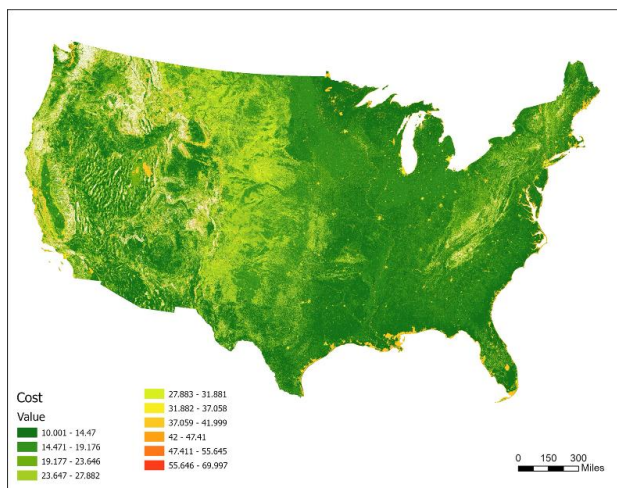 Cost
Value
10.001 - 14.47
14.471 - 19.176
19.177 - 23.646
23.647 - 27.882
27.883 - 31.881
31.882 - 37.058
37.059 - 41.999
42 - 47.41
47.411 - 55.645
55.646 - 69.997
0 150 300
Miles